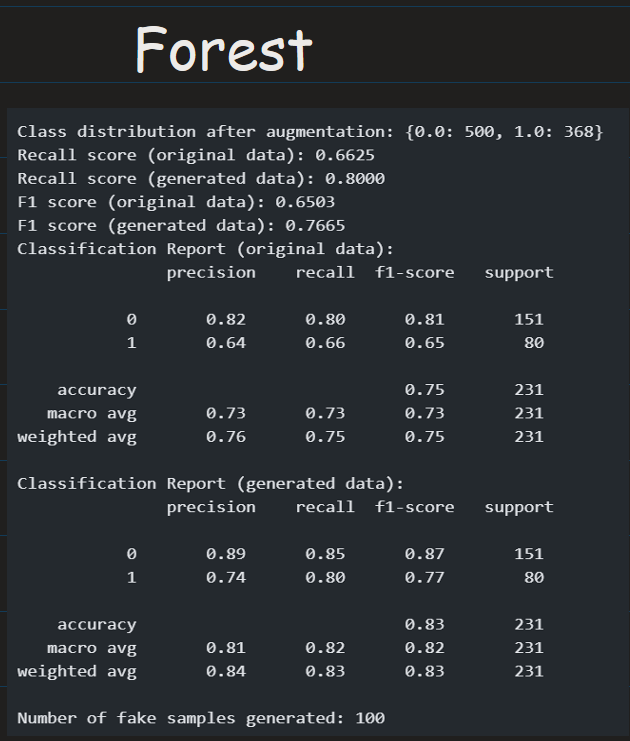 Forest
Class distribution after augmentation: {0.0: 500, 1.0: 368}
Recall score (original data): 0.6625
Recall score (generated data): 0.8000
F1 score (original data): 0.6503
F1 score (generated data): 0.7665
Classification Report (original data):
precision recall f1-score support
0 0.82 0.80 0.81 151
1 0.64 0.66 0.65 80
accuracy 0.75 231
macro avg 0.73 0.73 0.73 231
weighted avg 0.76 0.75 0.75 231
Classification Report (generated data):
precision recall f1-score support
0 0.89 0.85 0.87 151
1 0.74 0.80 0.77 80
accuracy 0.83 231
macro avg 0.81 0.82 0.82 231
weighted avg 0.84 0.83 0.83 231
Number of fake samples generated: 100